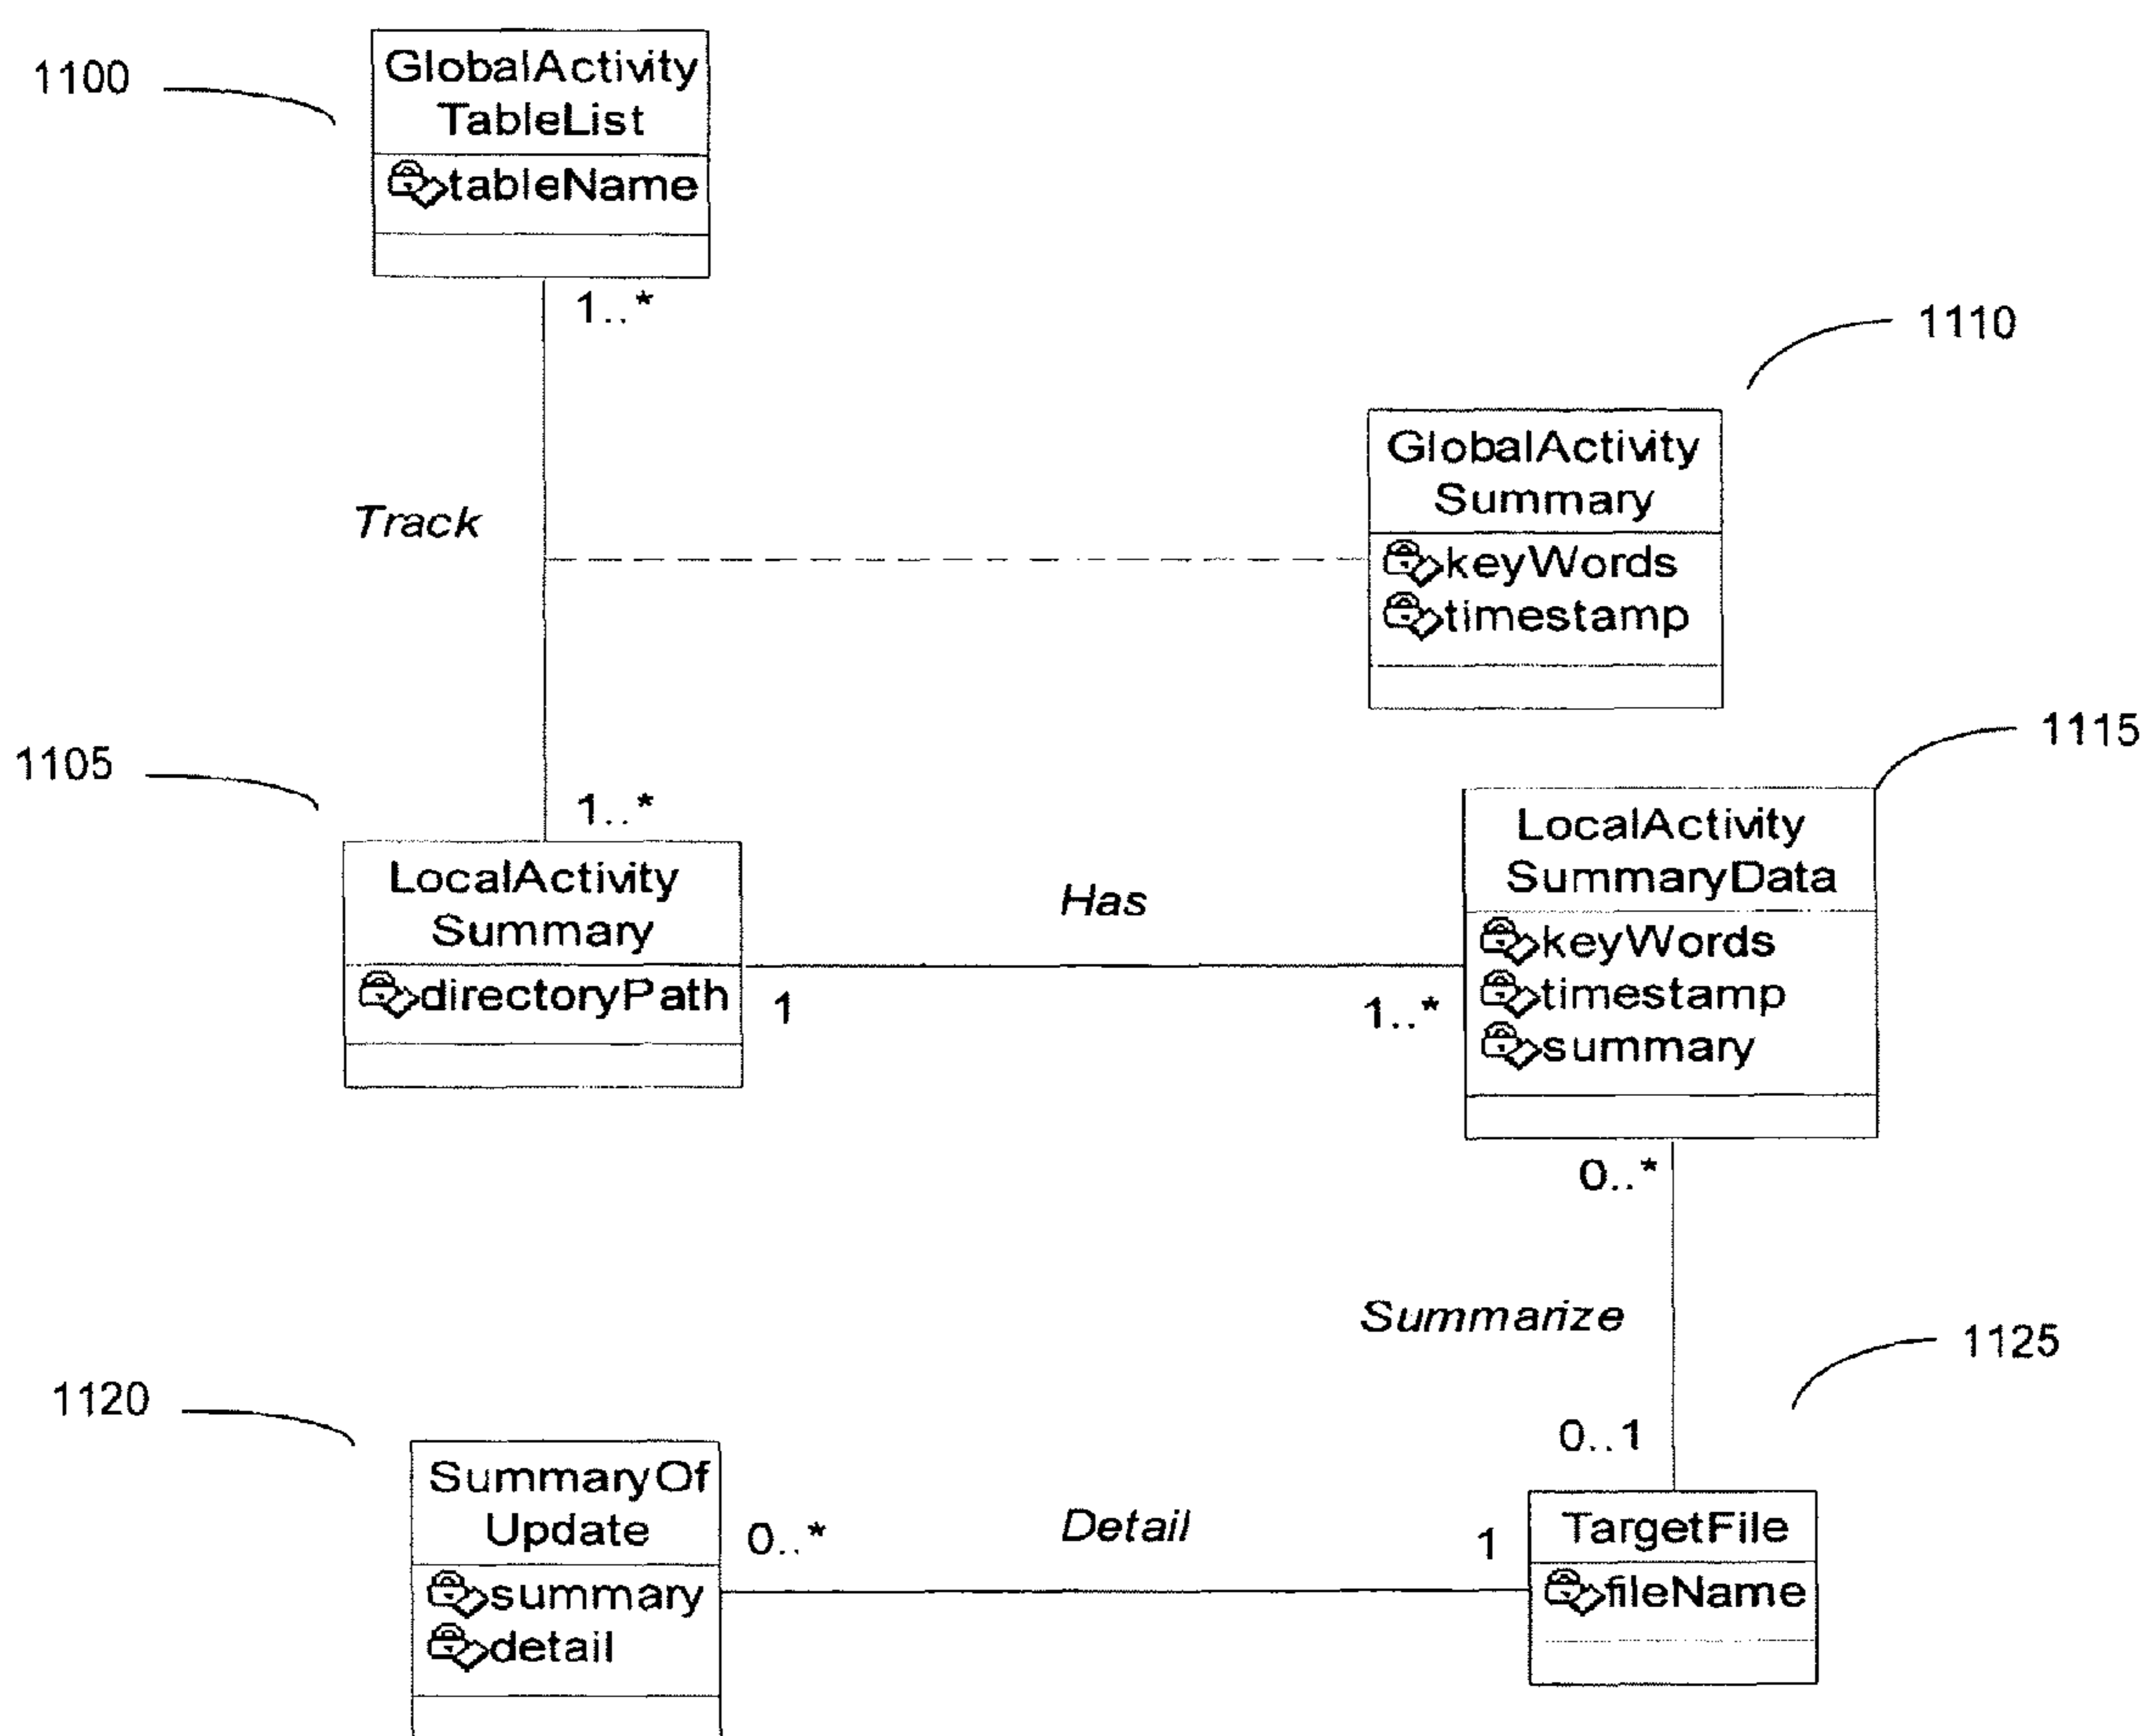 1100
GlobalActivity
TableList
tableName
1..*
1110
GlobalActivity
Summary
keyWords
timestamp
Track
1105
1..*
LocalActivity
Summary
directoryPath
1
Has
1..*
1115
LocalActivity
SummaryData
keyWords
timestamp
summary
0..*
Summarize
1125
0..1
1120
SummaryOf
Update
summary
detail
0..*
Detail
1
TargetFile
fileName